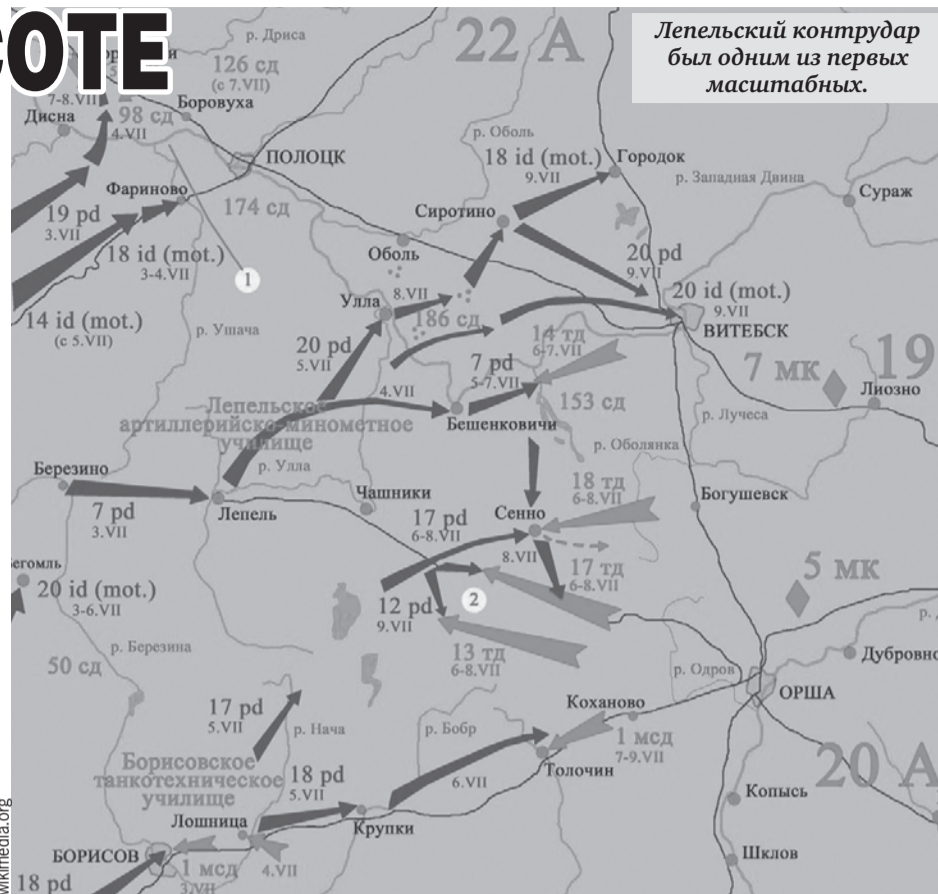 СОТЕ
Лепельский контрудар
был одним из первых
масштабных.
22 А
р. Дриса
126 сд
(с 7.VII)
7-8.VII
98 сд
Боровуха
Дисна
4.VII
ПОЛОЦК
р. Оболь
18 id (mot.)
9.VII
Городок
р. Западная Двина
Сураж
Фариново
19 pd
3.VII
174 сд
Сиротино
18 id (mot.)
3-4.VII
1
Оболь
20 pd
9.VII
14 id (mot.)
(с 5.VII)
р. Ушача
Улла
8.VII
186 сд
20 id (mot.)
9.VII
ВИТЕБСК
20 pd
5.VII
14 тд
6-7.VII
7 pd
5-7.VII
4.VII
7 мк
19
Лиозно
Лепельское
артиллерийско-минометное
училище
153 сд
Бешенковичи
р. Лучеса
р. Оболянка
р. Улла
Березино
7 pd
3.VII
Лепель
Чашники
18 тд
6-8.VII
Богушевск
17 pd
6-8.VII
Сенно
8.VII
17 тд
6-8.VII
5 мк
20 id (mot.)
3-6.VII
12 pd
9.VII
2
13 тд
6-8.VII
р. Березина
50 сд
р. Одров
Дубровно
ОРША
17 pd
5.VII
р. Нача
р. Бобр
Коханово
1 мсд
7-9.VII
Толочин
20 А
Борисовское
танкотехническое
училище
18 pd
5.VII
6.VII
Копысь
Лошница
Крупки
БОРИСОВ
1 мсд
3.VII
4.VII
Шклов
18 pd
wikimedia.org